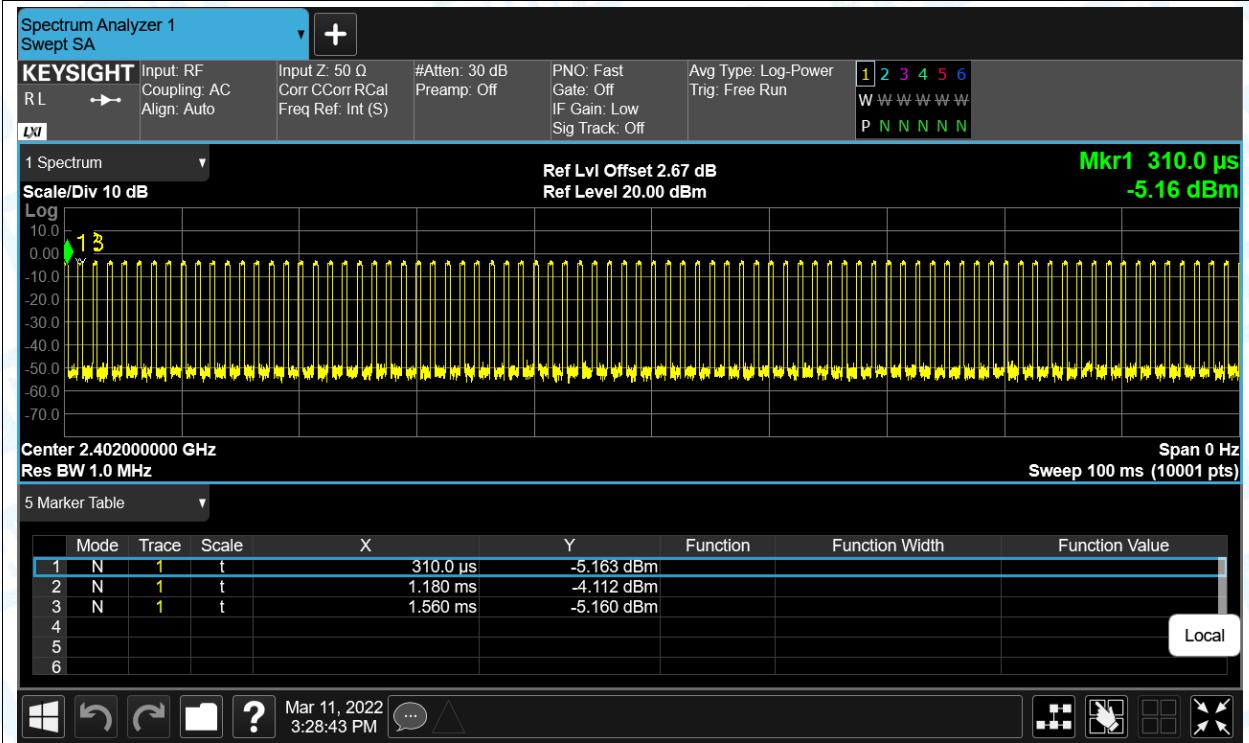 Spectrum Analyzer 1
Swept SA
KEYSIGHT
R L
LXI
Input: RF
Coupling: AC
Align: Auto
Input Z: 50 Ω
Corr CCorr RCal
Freq Ref: Int (S)
#Atten: 30 dB
Preamp: Off
PNO: Fast
Gate: Off
IF Gain: Low
Sig Track: Off
Avg Type: Log-Power
Trig: Free Run
1 2 3 4 5 6
W W W W W W
P N N N N N
1 Spectrum
Scale/Div 10 dB
Ref Lvl Offset 2.67 dB
Ref Level 20.00 dBm
Mkr1 310.0 µs
-5.16 dBm
Log
10.0
0.00
-10.0
-20.0
-30.0
-40.0
-50.0
-60.0
-70.0
1 3
Center 2.402000000 GHz
Res BW 1.0 MHz
Span 0 Hz
Sweep 100 ms (10001 pts)
5 Marker Table
Mode Trace Scale X Y Function Function Width Function Value
1 N 1 t 310.0 µs -5.163 dBm
2 N 1 t 1.180 ms -4.112 dBm
3 N 1 t 1.560 ms -5.160 dBm
4
5
6
Local
?
Mar 11, 2022
3:28:43 PM